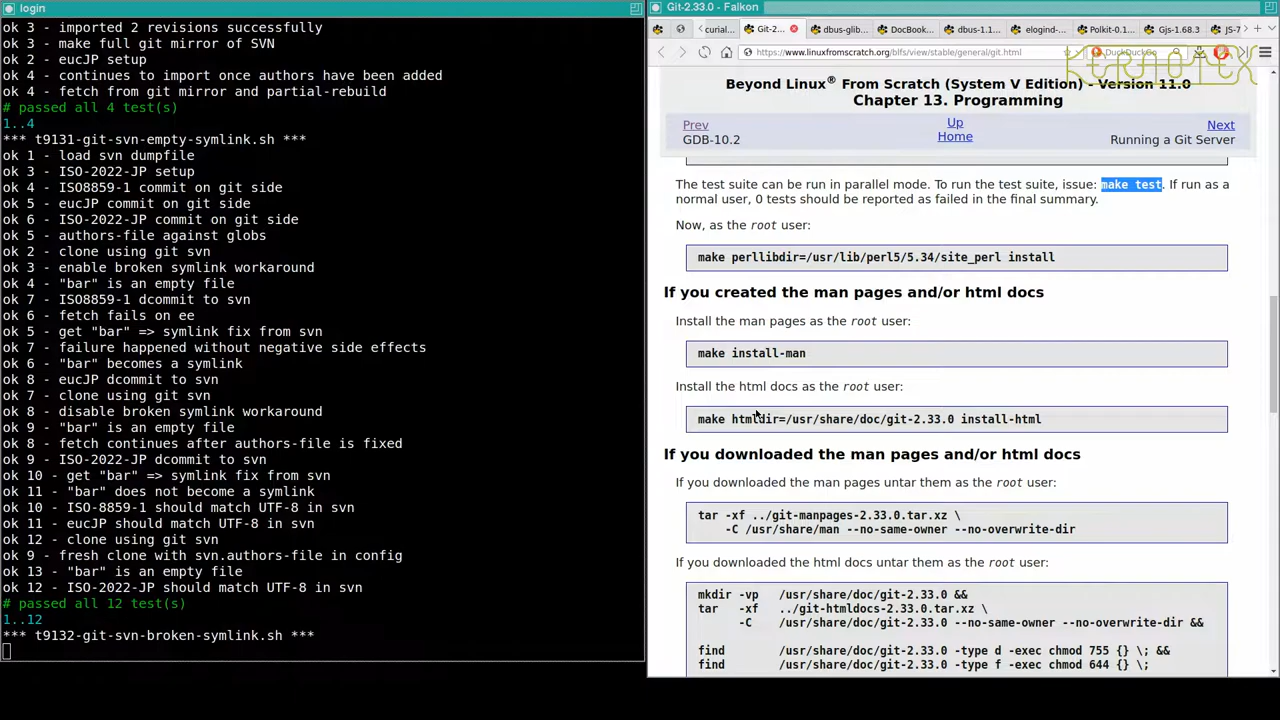 login
ok 3 - imported 2 revisions successfully
ok 3 - make full git mirror of SVN
ok 2 - eucJP setup
ok 4 - continues to import once authors have been added
ok 4 - fetch from git mirror and partial-rebuild
# passed all 4 test(s)
1..4
*** t9131-git-svn-empty-symlink.sh ***
ok 1 - load svn dumpfile
ok 3 - ISO-2022-JP setup
ok 4 - ISO8859-1 commit on git side
ok 5 - eucJP commit on git side
ok 6 - ISO-2022-JP commit on git side
ok 5 - authors-file against globs
ok 2 - clone using git svn
ok 3 - enable broken symlink workaround
ok 4 - "bar" is an empty file
ok 7 - ISO8859-1 dcommit to svn
ok 6 - fetch fails on ee
ok 5 - get "bar" => symlink fix from svn
ok 7 - failure happened without negative side effects
ok 6 - "bar" becomes a symlink
ok 8 - eucJP dcommit to svn
ok 7 - clone using git svn
ok 8 - disable broken symlink workaround
ok 9 - "bar" is an empty file
ok 8 - fetch continues after authors-file is fixed
ok 9 - ISO-2022-JP dcommit to svn
ok 10 - get "bar" => symlink fix from svn
ok 11 - "bar" does not become a symlink
ok 10 - ISO-8859-1 should match UTF-8 in svn
ok 11 - eucJP should match UTF-8 in svn
ok 12 - clone using git svn
ok 9 - fresh clone with svn.authors-file in config
ok 13 - "bar" is an empty file
ok 12 - ISO-2022-JP should match UTF-8 in svn
# passed all 12 test(s)
1..12
*** t9132-git-svn-broken-symlink.sh ***
Git-2.33.0 - Falkon
curial... Git-2... dbus-glib... DocBook... dbus-1.1... elogind-... Polkit-0.1... Gjs-1.68.3 JS-7
https://www.linuxfromscratch.org/blfs/view/stable/general/git.html
DuckDuckGo
KERNOTEX
Beyond Linux® From Scratch (System V Edition) - Version 11.0
Chapter 13. Programming
Prev Up Next
GDB-10.2 Home Running a Git Server
The test suite can be run in parallel mode. To run the test suite, issue: make test. If run as a
normal user, 0 tests should be reported as failed in the final summary.
Now, as the root user:
make perllibdir=/usr/lib/perl5/5.34/site_perl install
If you created the man pages and/or html docs
Install the man pages as the root user:
make install-man
Install the html docs as the root user:
make htmldir=/usr/share/doc/git-2.33.0 install-html
If you downloaded the man pages and/or html docs
If you downloaded the man pages untar them as the root user:
tar -xf ../git-manpages-2.33.0.tar.xz \
-C /usr/share/man --no-same-owner --no-overwrite-dir
If you downloaded the html docs untar them as the root user:
mkdir -vp /usr/share/doc/git-2.33.0 &&
tar -xf ../git-htmldocs-2.33.0.tar.xz \
-C /usr/share/doc/git-2.33.0 --no-same-owner --no-overwrite-dir &&
find /usr/share/doc/git-2.33.0 -type d -exec chmod 755 {} \; &&
find /usr/share/doc/git-2.33.0 -type f -exec chmod 644 {} \;